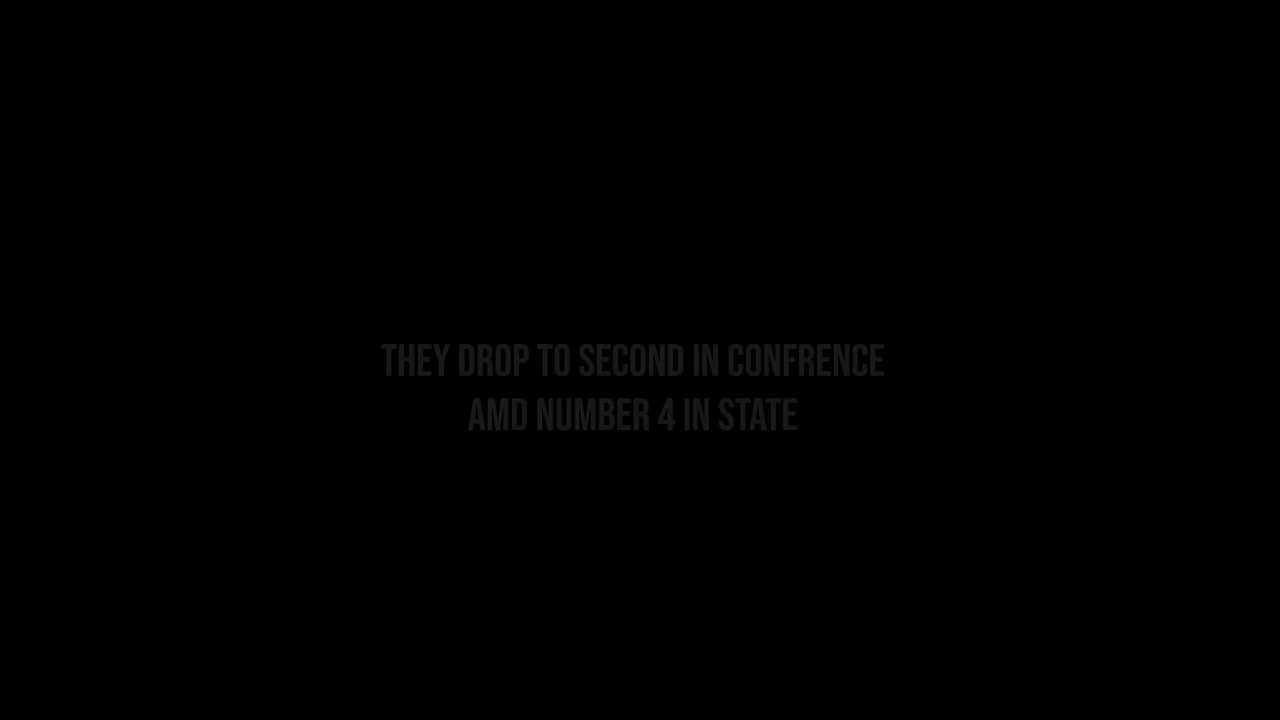 THEY DROP TO SECOND IN CONFRENCE
AMD NUMBER 4 IN STATE